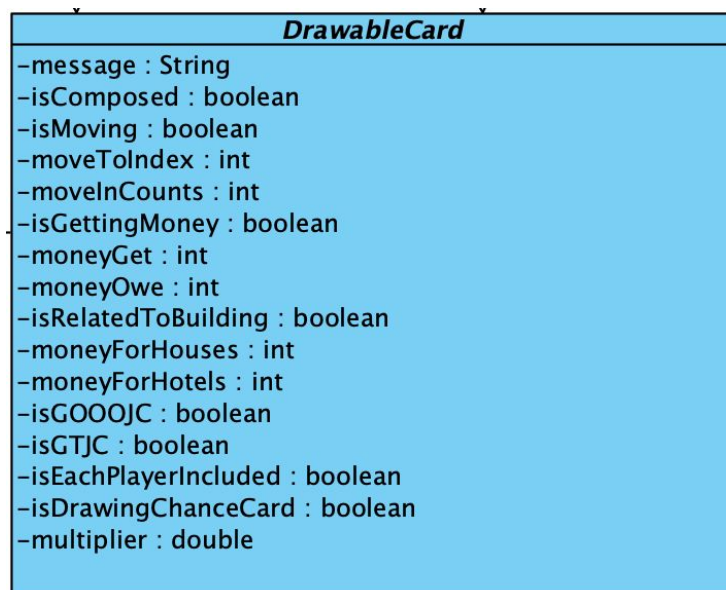 DrawableCard
-message : String
-isComposed : boolean
-isMoving : boolean
-moveToIndex : int
-moveInCounts : int
-isGettingMoney : boolean
-moneyGet : int
-moneyOwe : int
-isRelatedToBuilding : boolean
-moneyForHouses : int
-moneyForHotels : int
-isGOOOJC : boolean
-isGTJC : boolean
-isEachPlayerIncluded : boolean
-isDrawingChanceCard : boolean
-multiplier : double